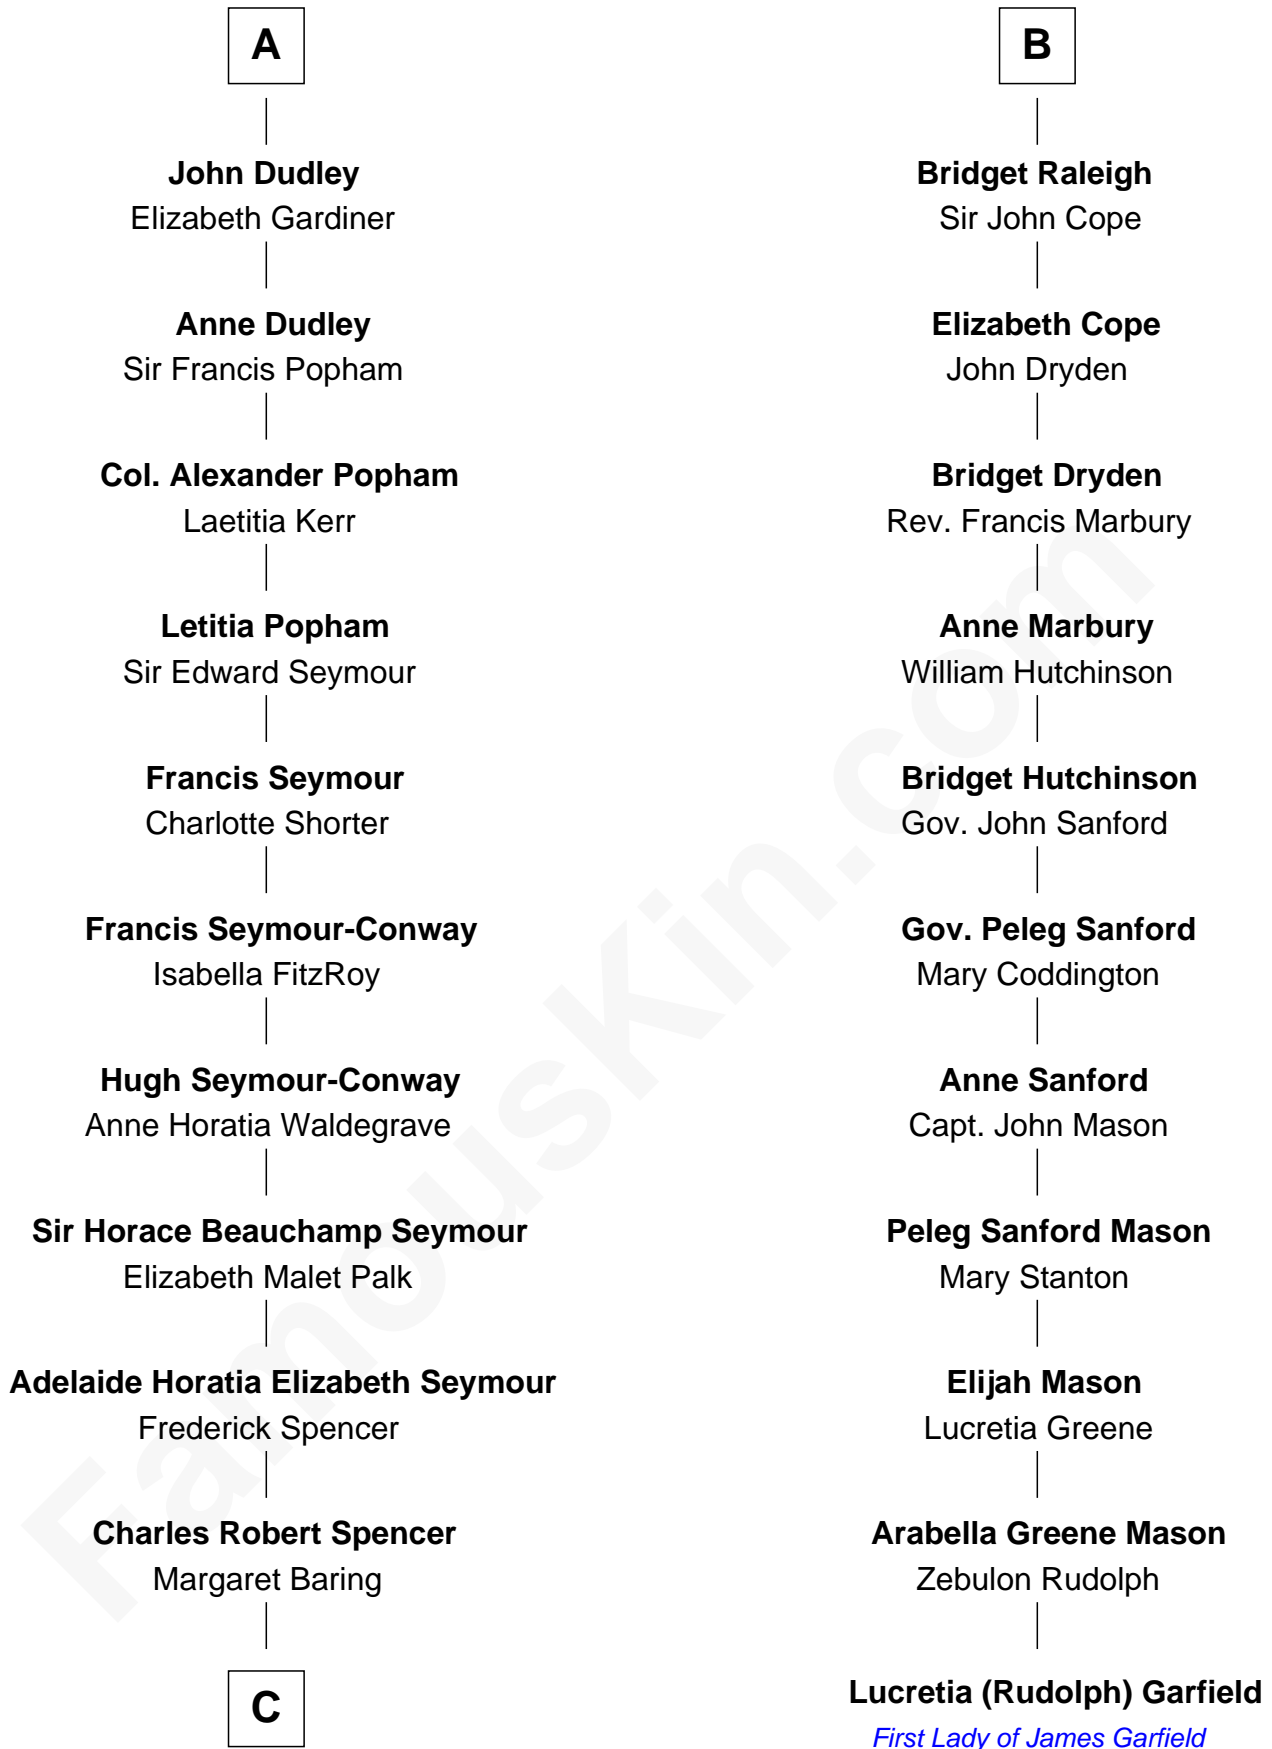 A
John Dudley
Elizabeth Gardiner
Anne Dudley
Sir Francis Popham
Col. Alexander Popham
Laetitia Kerr
Letitia Popham
Sir Edward Seymour
Francis Seymour
Charlotte Shorter
Francis Seymour-Conway
Isabella FitzRoy
Hugh Seymour-Conway
Anne Horatia Waldegrave
Sir Horace Beauchamp Seymour
Elizabeth Malet Palk
Adelaide Horatia Elizabeth Seymour
Frederick Spencer
Charles Robert Spencer
Margaret Baring
C
B
Bridget Raleigh
Sir John Cope
Elizabeth Cope
John Dryden
Bridget Dryden
Rev. Francis Marbury
Anne Marbury
William Hutchinson
Bridget Hutchinson
Gov. John Sanford
Gov. Peleg Sanford
Mary Coddington
Anne Sanford
Capt. John Mason
Peleg Sanford Mason
Mary Stanton
Elijah Mason
Lucretia Greene
Arabella Greene Mason
Zebulon Rudolph
Lucretia (Rudolph) Garfield
First Lady of James Garfield
FamousKin.com